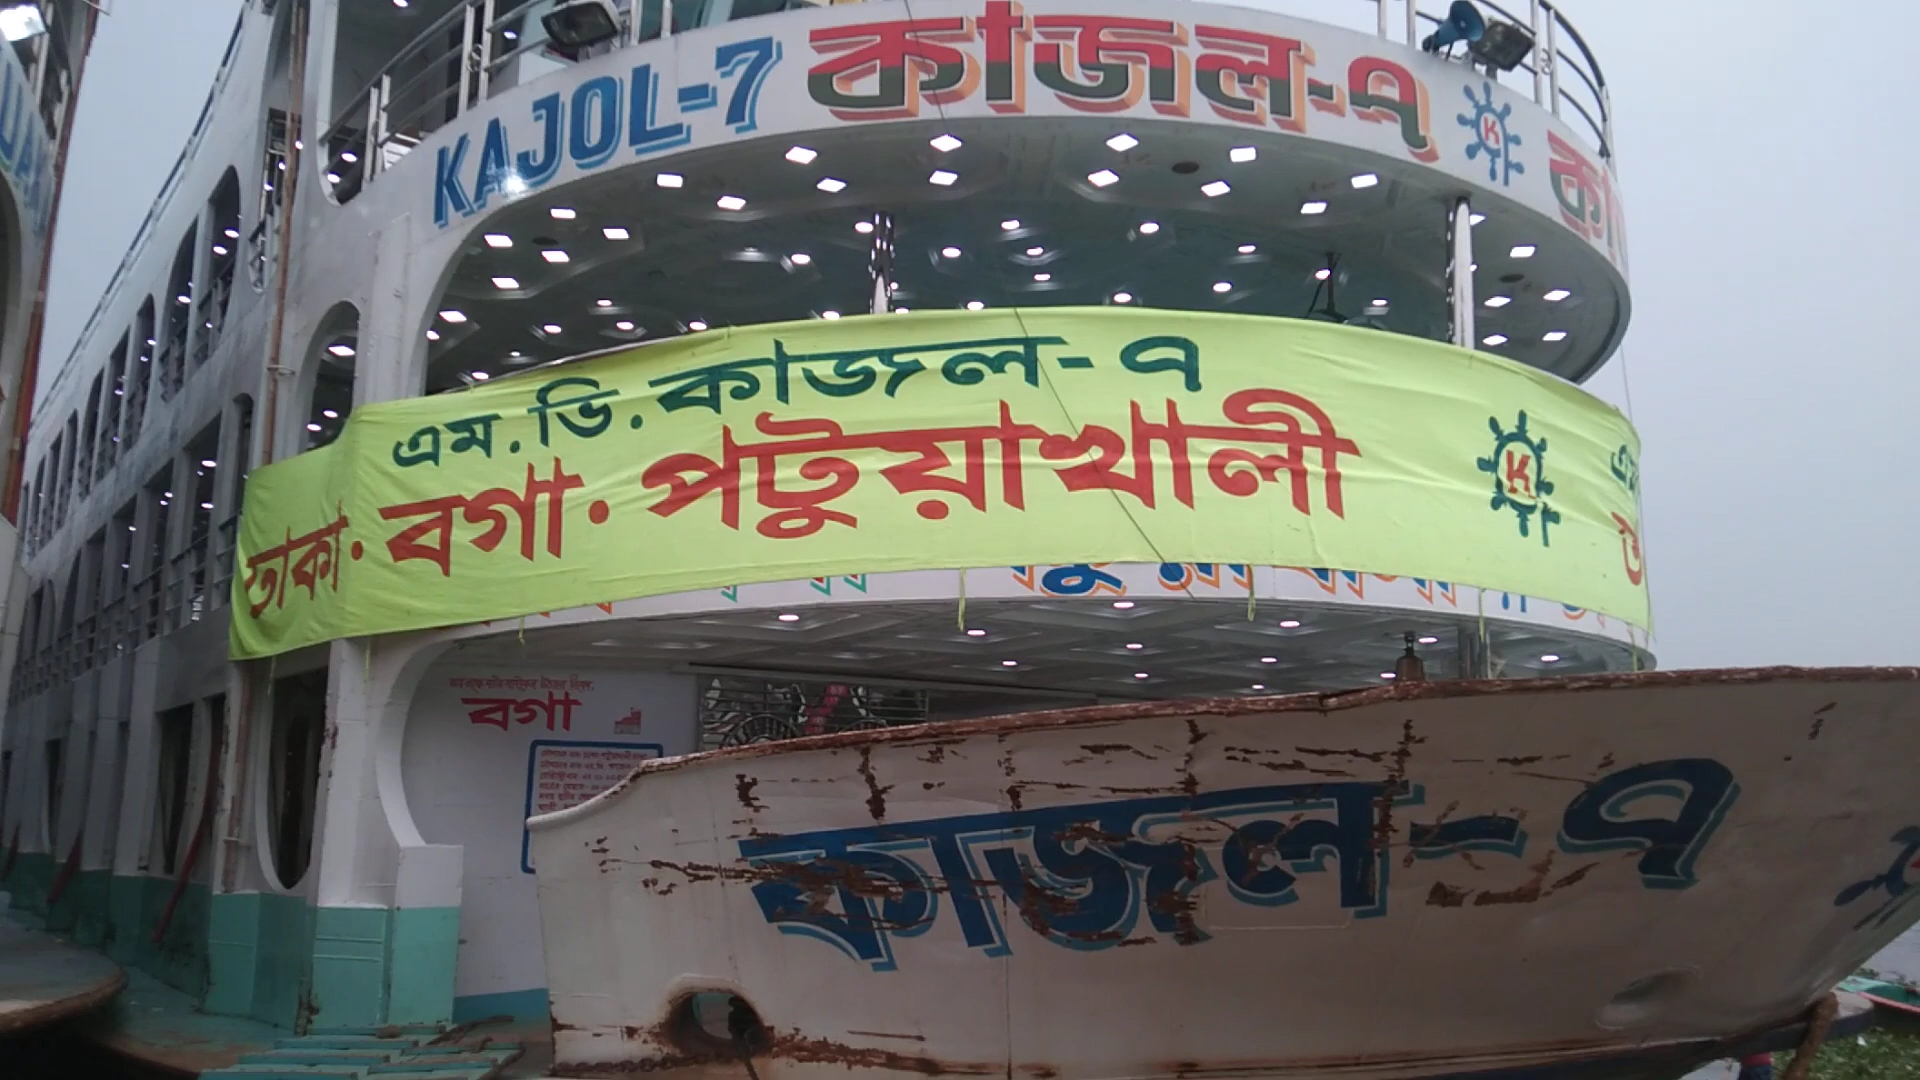 KAJOL-7 কাজল-৭ K
এম.ভি.কাজল-৭
ঢাকা•বগা•পটুয়াখালী K
বগা
কাজল-৭